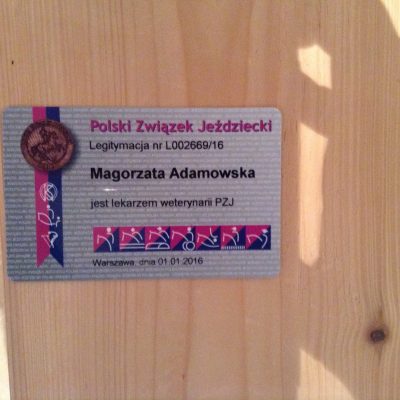 Polski Związek Jeździecki
Legitymacja nr L002669/16
Magorzata Adamowska
jest lekarzem weterynarii PZJ
Warszawa, dnia 01.01.2016